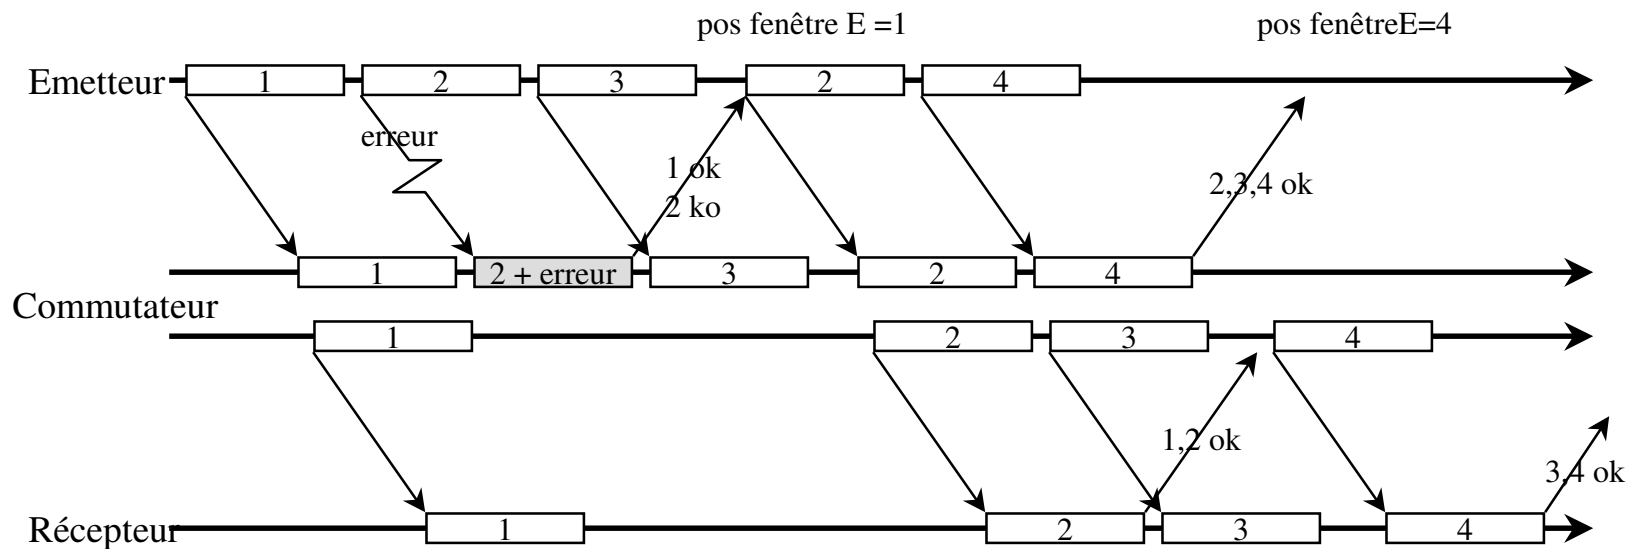 pos fenêtre E =1 pos fenêtreE=4
Emetteur 1 2 3 2 4
erreur
1 ok
2,3,4 ok
2 ko
1 2 + erreur 3 2 4
Commutateur
1 2 3 4
1,2 ok
3,4 ok
Récepteur 1 2 3 4